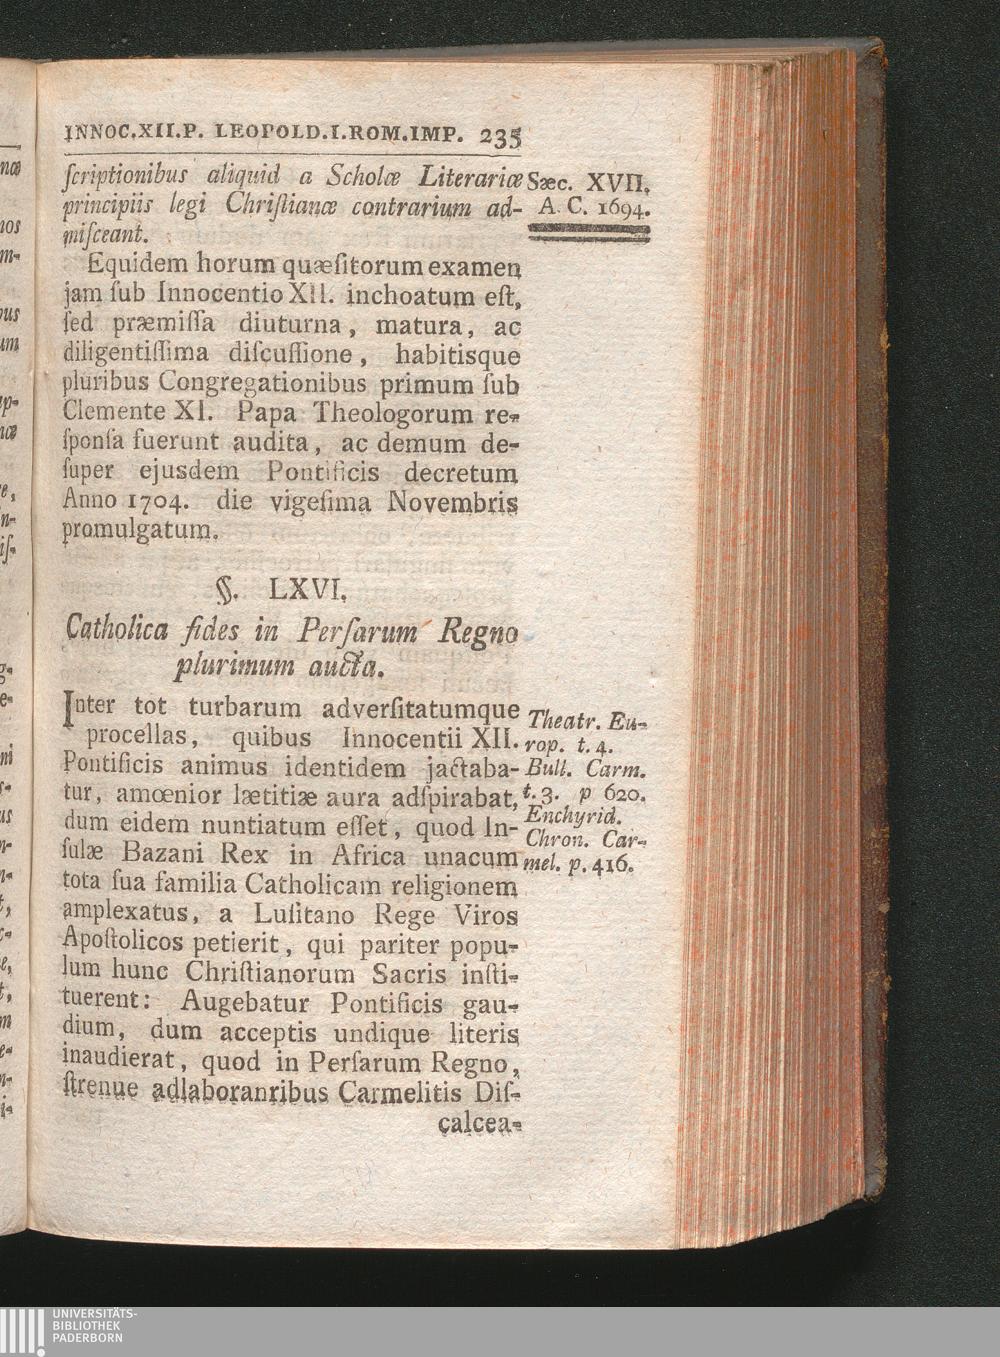 INNOC.XII.P. LEOPOLD.I.ROM.IMP. 235
ſcriptionibus aliquid a Scholæ Literariæ
principiis legi Chriſtianæ contrarium ad-
miſceant.
Sæc. XVII.
A. C. 1694.
Equidem horum quæſitorum examen
jam ſub Innocentio XII. inchoatum eſt,
ſed præmiſſa diuturna, matura, ac
diligentiſſima diſcuſſione, habitisque
pluribus Congregationibus primum ſub
Clemente XI. Papa Theologorum re-
ſponſa fuerunt audita, ac demum de-
ſuper ejusdem Pontificis decretum
Anno 1704. die vigeſima Novembris
promulgatum.
§. LXVI.
Catholica fides in Perſarum Regno
plurimum aucta.
Inter tot turbarum adverſitatumque
procellas, quibus Innocentii XII.
Pontificis animus identidem jactaba-
tur, amœnior lætitiæ aura adſpirabat,
dum eidem nuntiatum eſſet, quod In-
ſulæ Bazani Rex in Africa unacum
tota ſua familia Catholicam religionem
amplexatus, a Luſitano Rege Viros
Apoſtolicos petierit, qui pariter popu-
lum hunc Chriſtianorum Sacris inſti-
tuerent: Augebatur Pontificis gau-
dium, dum acceptis undique literis
inaudierat, quod in Perſarum Regno,
ſtrenue adlaboranribus Carmelitis Diſ-
calcea-
Theatr. Eu-
rop. t. 4.
Bull. Carm.
t. 3. p 620.
Enchyrid.
Chron. Car-
mel. p. 416.
UNIVERSITÄTS-
BIBLIOTHEK
PADERBORN